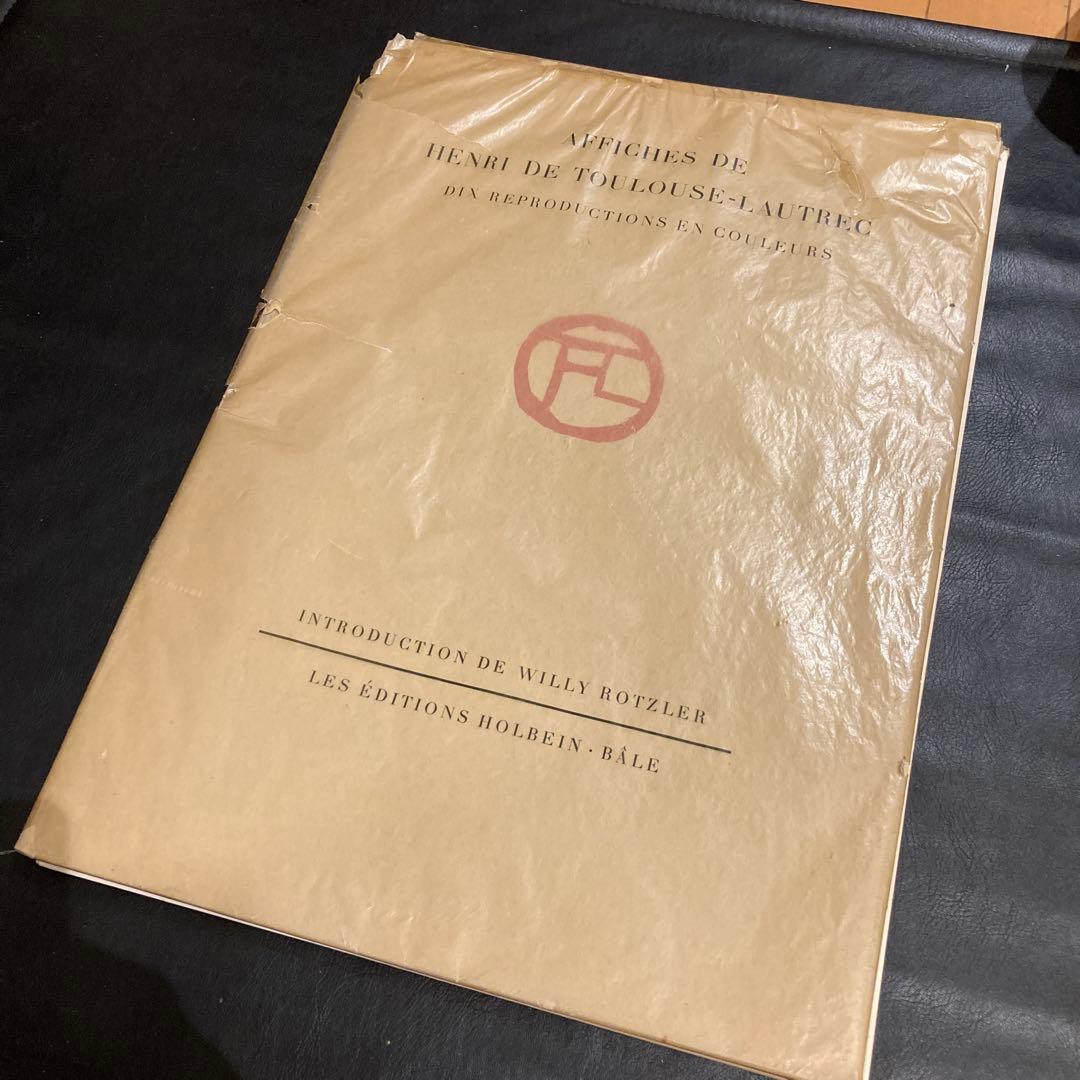 AFFICHES DE
HENRI DE TOULOUSE-LAUTREC
DIX REPRODUCTIONS EN COULEURS
INTRODUCTION DE WILLY ROTZLER
LES ÉDITIONS HOLBEIN · BÂLE